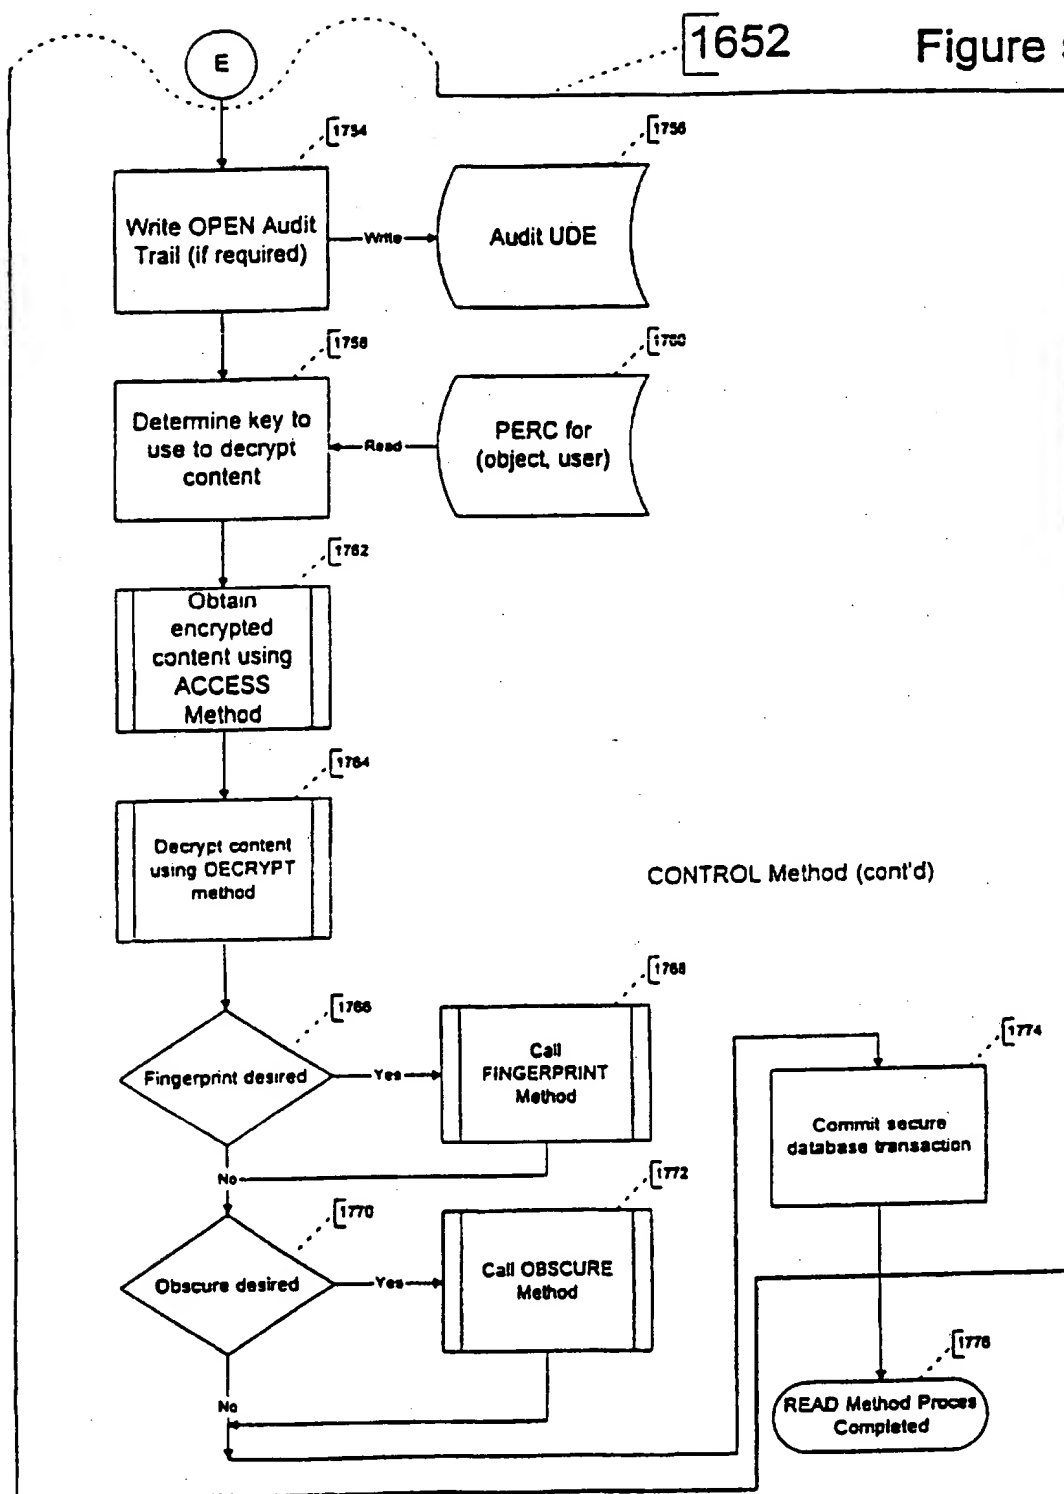 1652
Figure
E
1754
1756
Write OPEN Audit
Trail (if required)
Write
Audit UDE
1758
1760
Determine key to
use to decrypt
content
Read
PERC for
(object, user)
1762
Obtain
encrypted
content using
ACCESS
Method
1764
Decrypt content
using DECRYPT
method
CONTROL Method (cont'd)
1766
1768
Fingerprint desired
Yes
Call
FINGERPRINT
Method
1774
Commit secure
database transaction
No
1770
1772
Obscure desired
Yes
Call OBSCURE
Method
No
1776
READ Method Proces
Completed